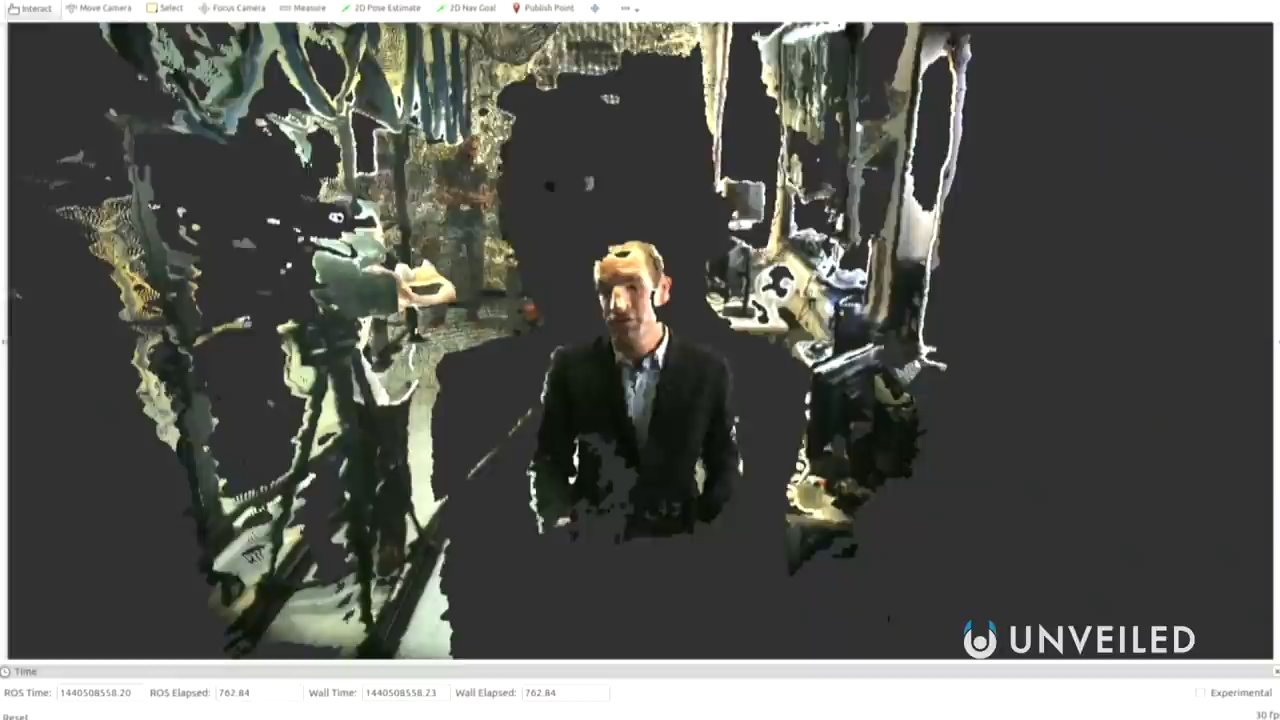 Interact Move Camera Select Focus Camera Measure 2D Pose Estimate 2D Nav Goal Publish Point
UNVEILED
Time
ROS Time: 1440508558.20 ROS Elapsed: 762.84 Wall Time: 1440508558.23 Wall Elapsed: 762.84 Experimental
Reset 30 fp